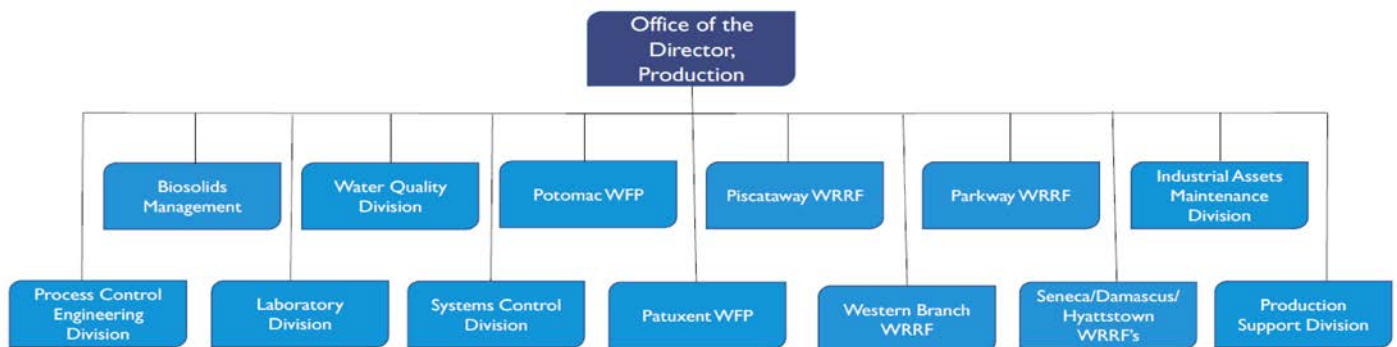 Office of the
Director,
Production
Biosolids
Management
Water Quality
Division
Potomac WFP
Piscataway WRRF
Parkway WRRF
Industrial Assets
Maintenance
Division
Process Control
Engineering
Division
Laboratory
Division
Systems Control
Division
Patuxent WFP
Western Branch
WRRF
Seneca/Damascus/
Hyattstown
WRRF's
Production
Support Division